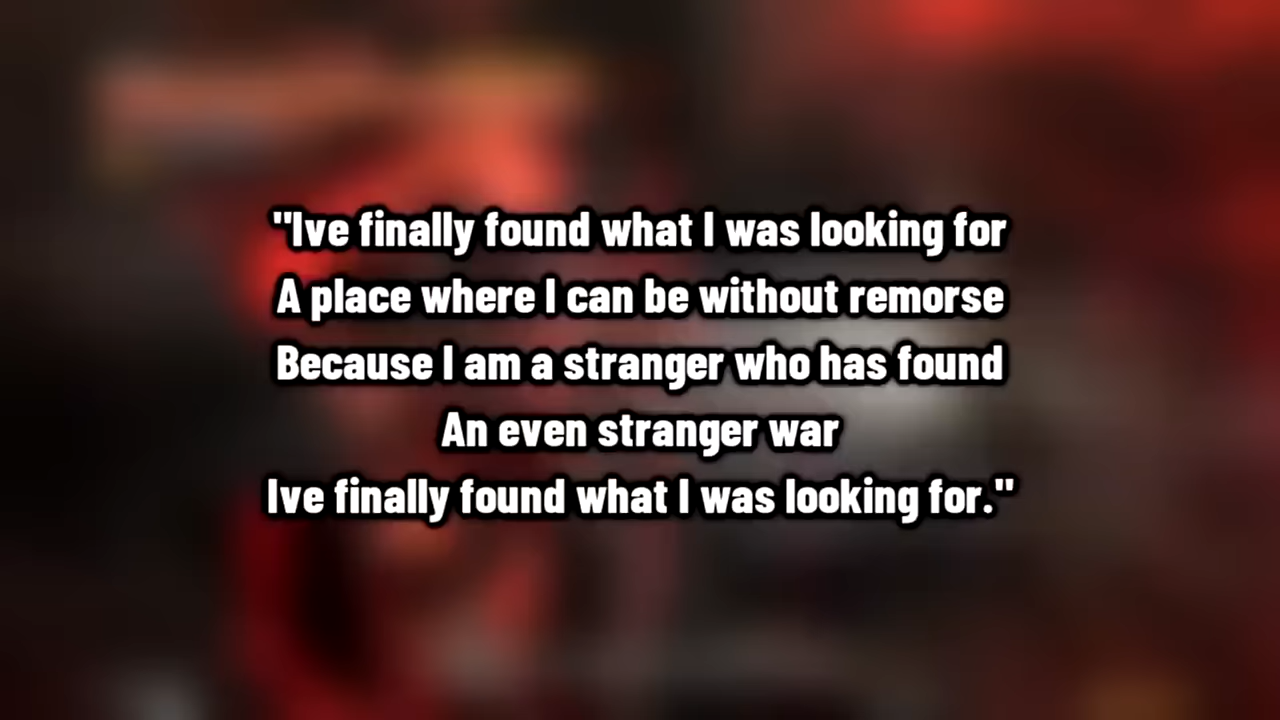 "Ive finally found what I was looking for
A place where I can be without remorse
Because I am a stranger who has found
An even stranger war
Ive finally found what I was looking for."